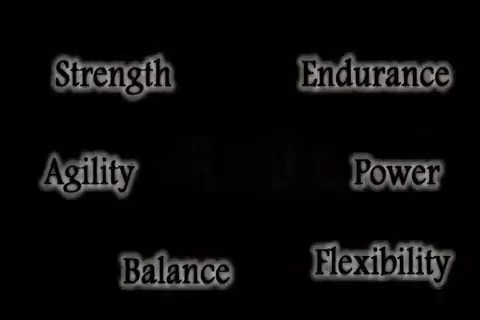 Strength
Endurance
Agility
Power
Balance
Flexibility